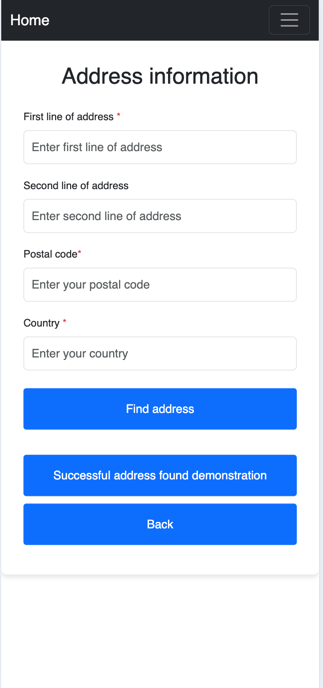 Home
Address information
First line of address *
Enter first line of address
Second line of address
Enter second line of address
Postal code*
Enter your postal code
Country *
Enter your country
Find address
Successful address found demonstration
Back